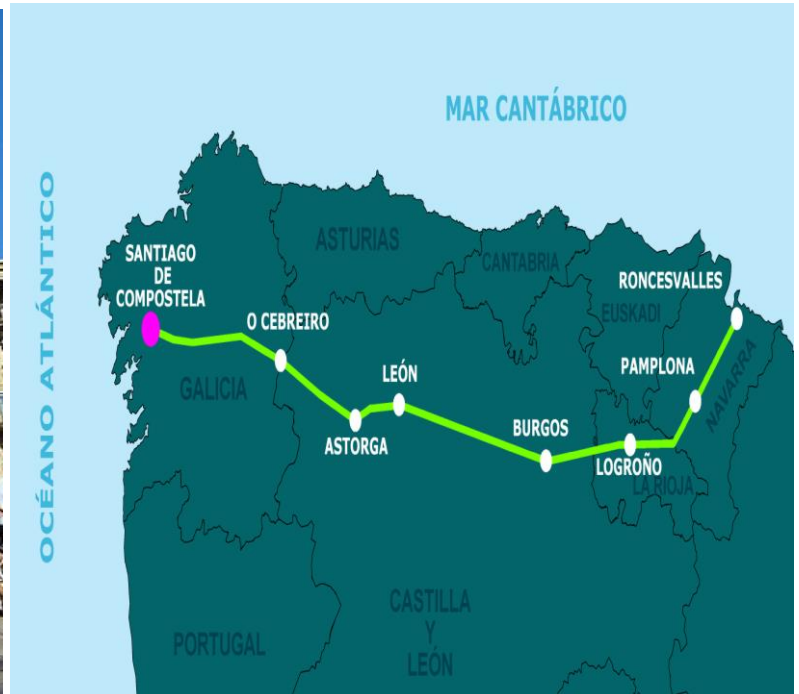 MAR CANTÁBRICO
OCÉANO ATLÁNTICO
ASTURIAS
CANTABRIA
EUSKADI
RONCESVALLES
SANTIAGO
DE
COMPOSTELA
O CEBREIRO
GALICIA
LEÓN
ASTORGA
BURGOS
PAMPLONA
NAVARRA
LOGROÑO
LA RIOJA
CASTILLA
Y
LEÓN
PORTUGAL